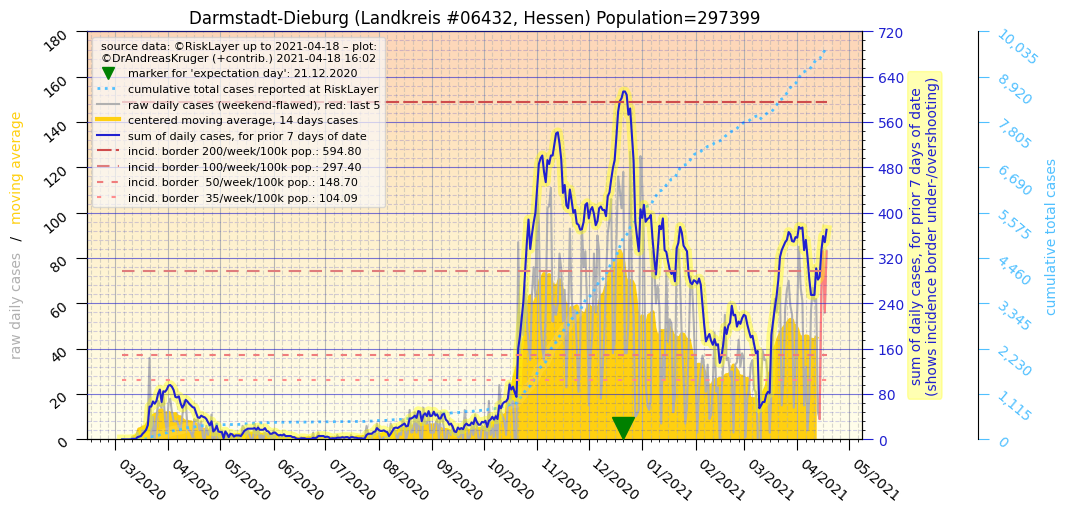 Darmstadt-Dieburg (Landkreis #06432, Hessen) Population=297399
source data: ©RiskLayer up to 2021-04-18 – plot:
©DrAndreasKruger (+contrib.) 2021-04-18 16:02
marker for 'expectation day': 21.12.2020
cumulative total cases reported at RiskLayer
raw daily cases (weekend-flawed), red: last 5
centered moving average, 14 days cases
sum of daily cases, for prior 7 days of date
incid. border 200/week/100k pop.: 594.80
incid. border 100/week/100k pop.: 297.40
incid. border  50/week/100k pop.: 148.70
incid. border  35/week/100k pop.: 104.09
raw daily cases  /  moving average
180
160
140
120
100
80
60
40
20
0
03/2020
04/2020
05/2020
06/2020
07/2020
08/2020
09/2020
10/2020
11/2020
12/2020
01/2021
02/2021
03/2021
04/2021
05/2021
720
640
560
480
400
320
240
160
80
0
sum of daily cases, for prior 7 days of date
(shows incidence border under-/overshooting)
10,035
8,920
7,805
6,690
5,575
4,460
3,345
2,230
1,115
0
cumulative total cases